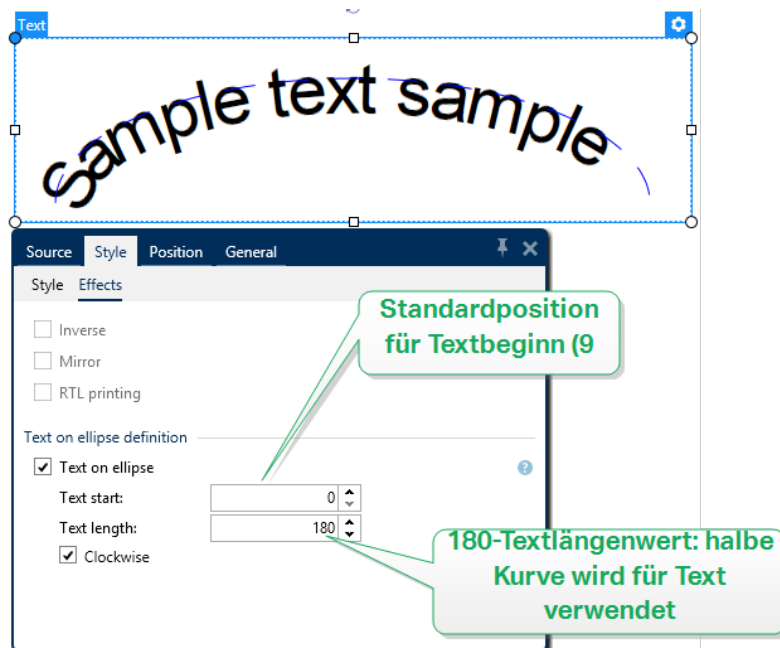 Text
Sample text sample
Source Style Position General
Style Effects
Inverse
Mirror
RTL printing
Standardposition
für Textbeginn (9
Text on ellipse definition
Text on ellipse
?
Text start: 0
Text length: 180
Clockwise
180-Textlängenwert: halbe
Kurve wird für Text
verwendet